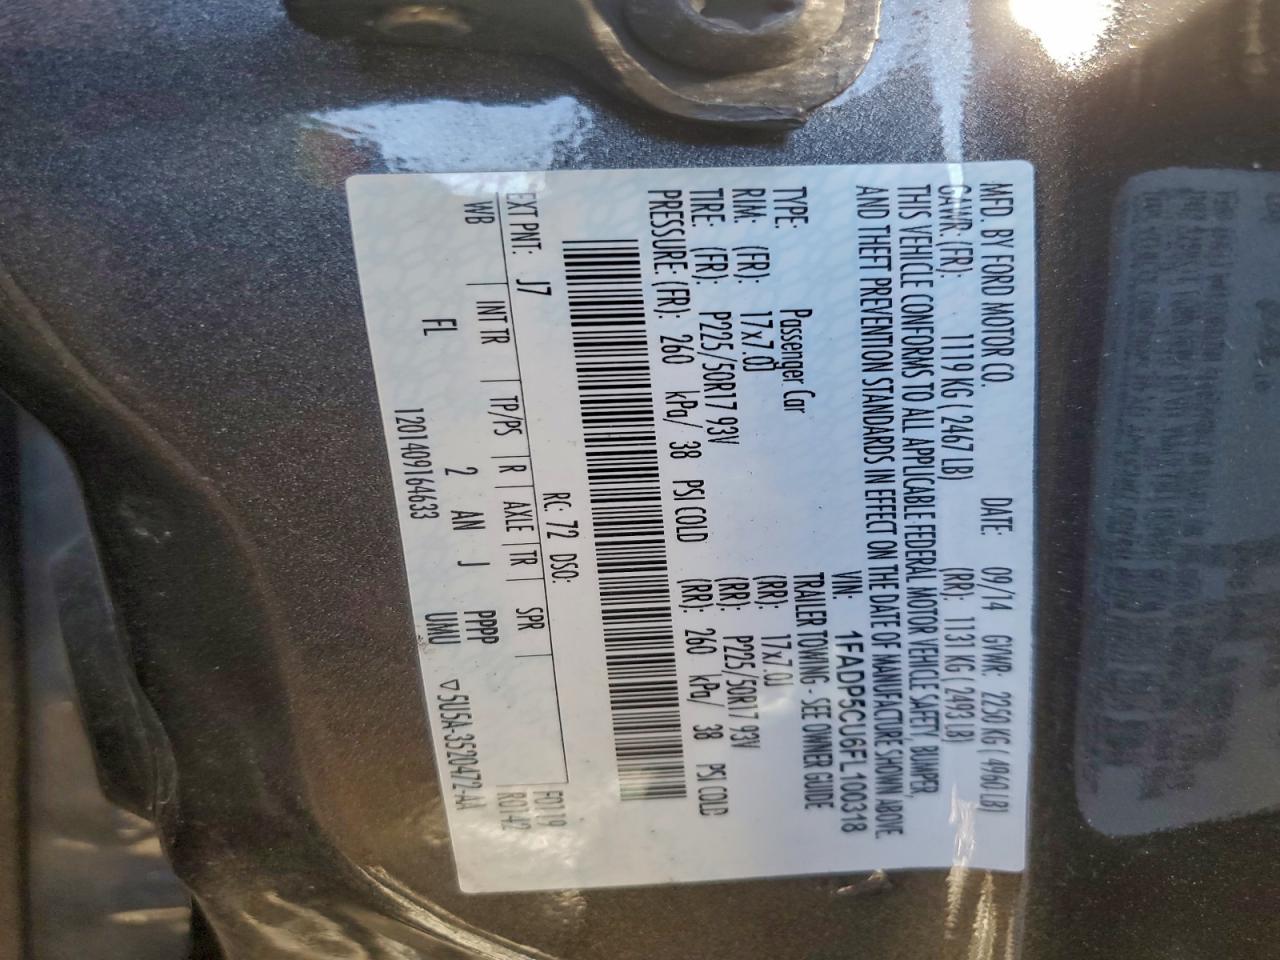 MFD. BY FORD MOTOR CO. DATE: 09/14 GVWR: 2250 KG ( 4960 LB)
GAWR: (FR): 1119 KG ( 2467 LB) (RR): 1131 KG ( 2493 LB)
THIS VEHICLE CONFORMS TO ALL APPLICABLE FEDERAL MOTOR VEHICLE SAFETY, BUMPER,
AND THEFT PREVENTION STANDARDS IN EFFECT ON THE DATE OF MANUFACTURE SHOWN ABOVE
VIN: 1FADP5CU6FL100318
TYPE: Passenger Car TRAILER TOWING - SEE OWNER GUIDE
RIM: (FR): 17x7.0J (RR): 17x7.0J
TIRE: (FR): P225/50R17 93V (RR): P225/50R17 93V
PRESSURE: (FR): 260 kPa/ 38 PSI COLD (RR): 260 kPa/ 38 PSI COLD
F0119
R0142
EXT PNT: J7 RC: 72 DSO:
WB INT TR TP/PS R AXLE TR SPR
FL 2 AN J PPPP
UMU ▽5U5A-3520472-AA
1201409164633